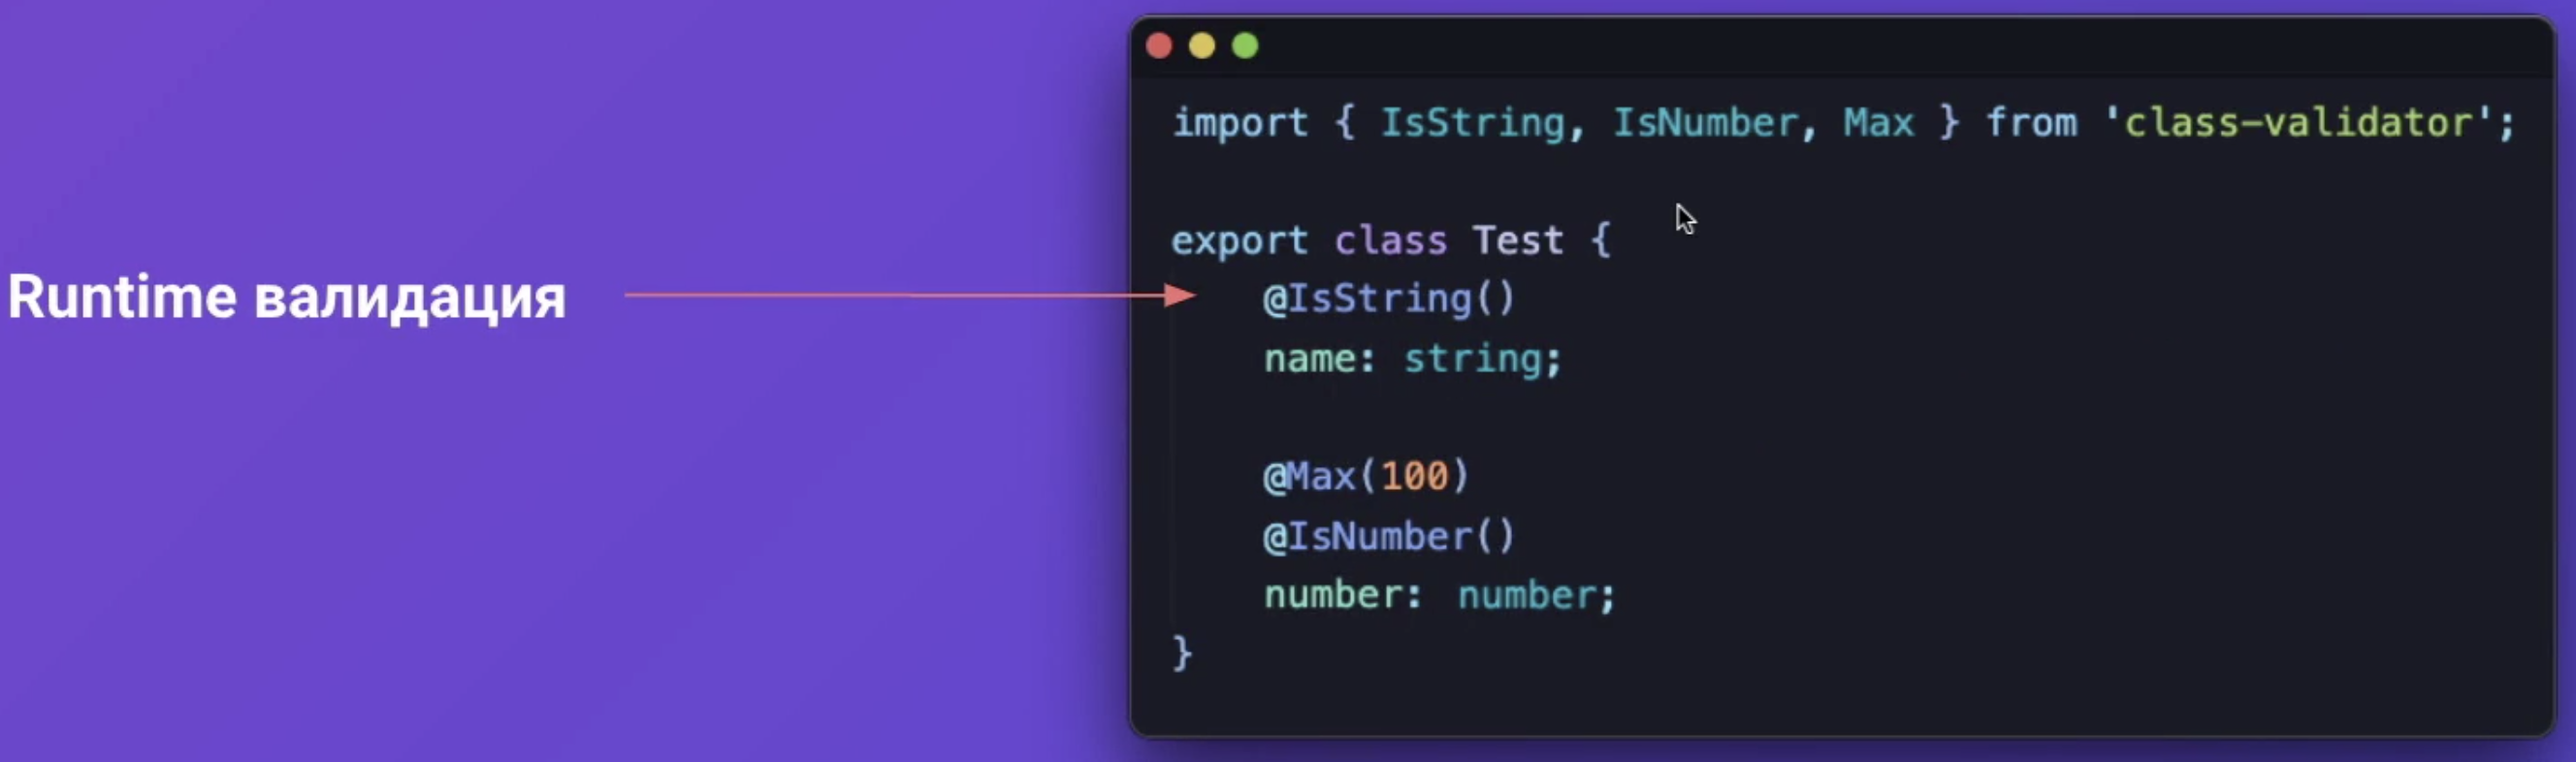 Runtime валидация
import { IsString, IsNumber, Max } from 'class-validator';
export class Test {
@IsString()
name: string;
@Max(100)
@IsNumber()
number: number;
}